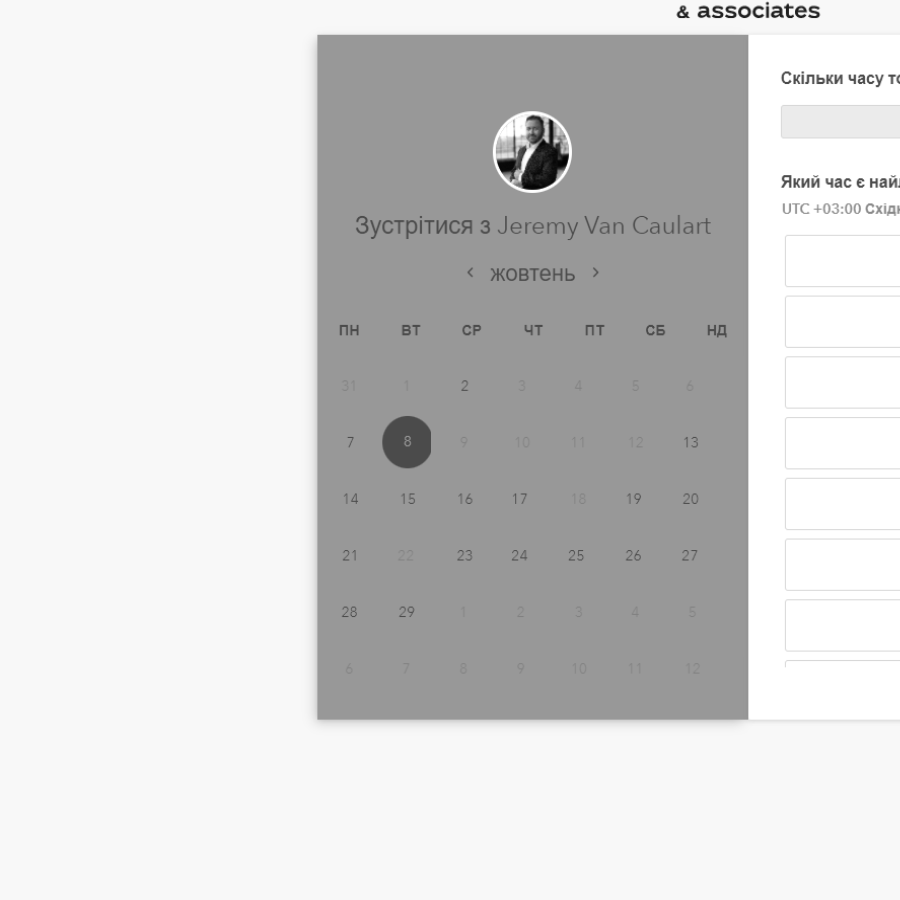 & associates
Зустрітися з Jeremy Van Caulart
жовтень
ПН ВТ СР ЧТ ПТ СБ НД
31 1 2 3 4 5 6
7 8 9 10 11 12 13
14 15 16 17 18 19 20
21 22 23 24 25 26 27
28 29 1 2 3 4 5
6 7 8 9 10 11 12
Скільки часу
Який час є
UTC +03:00